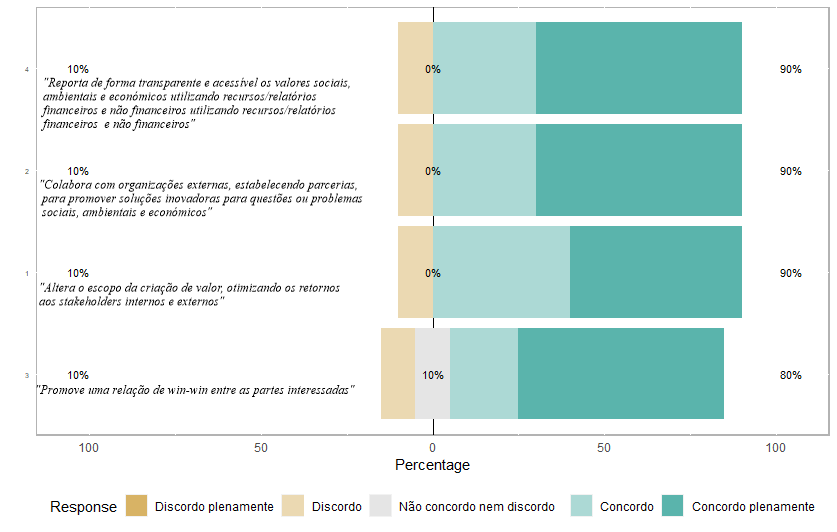 4 10% 0% 90%
"Reporta de forma transparente e acessível os valores sociais,
ambientais e económicos utilizando recursos/relatórios
financeiros e não financeiros utilizando recursos/relatórios
financeiros e não financeiros"
2 10% 0% 90%
"Colabora com organizações externas, estabelecendo parcerias,
para promover soluções inovadoras para questões ou problemas
sociais, ambientais e económicos"
1 10% 0% 90%
"Altera o escopo da criação de valor, otimizando os retornos
aos stakeholders internos e externos"
3 10% 10% 80%
"Promove uma relação de win-win entre as partes interessadas"
100 50 0 50 100
Percentage
Response Discordo plenamente Discordo Não concordo nem discordo Concordo Concordo plenamente